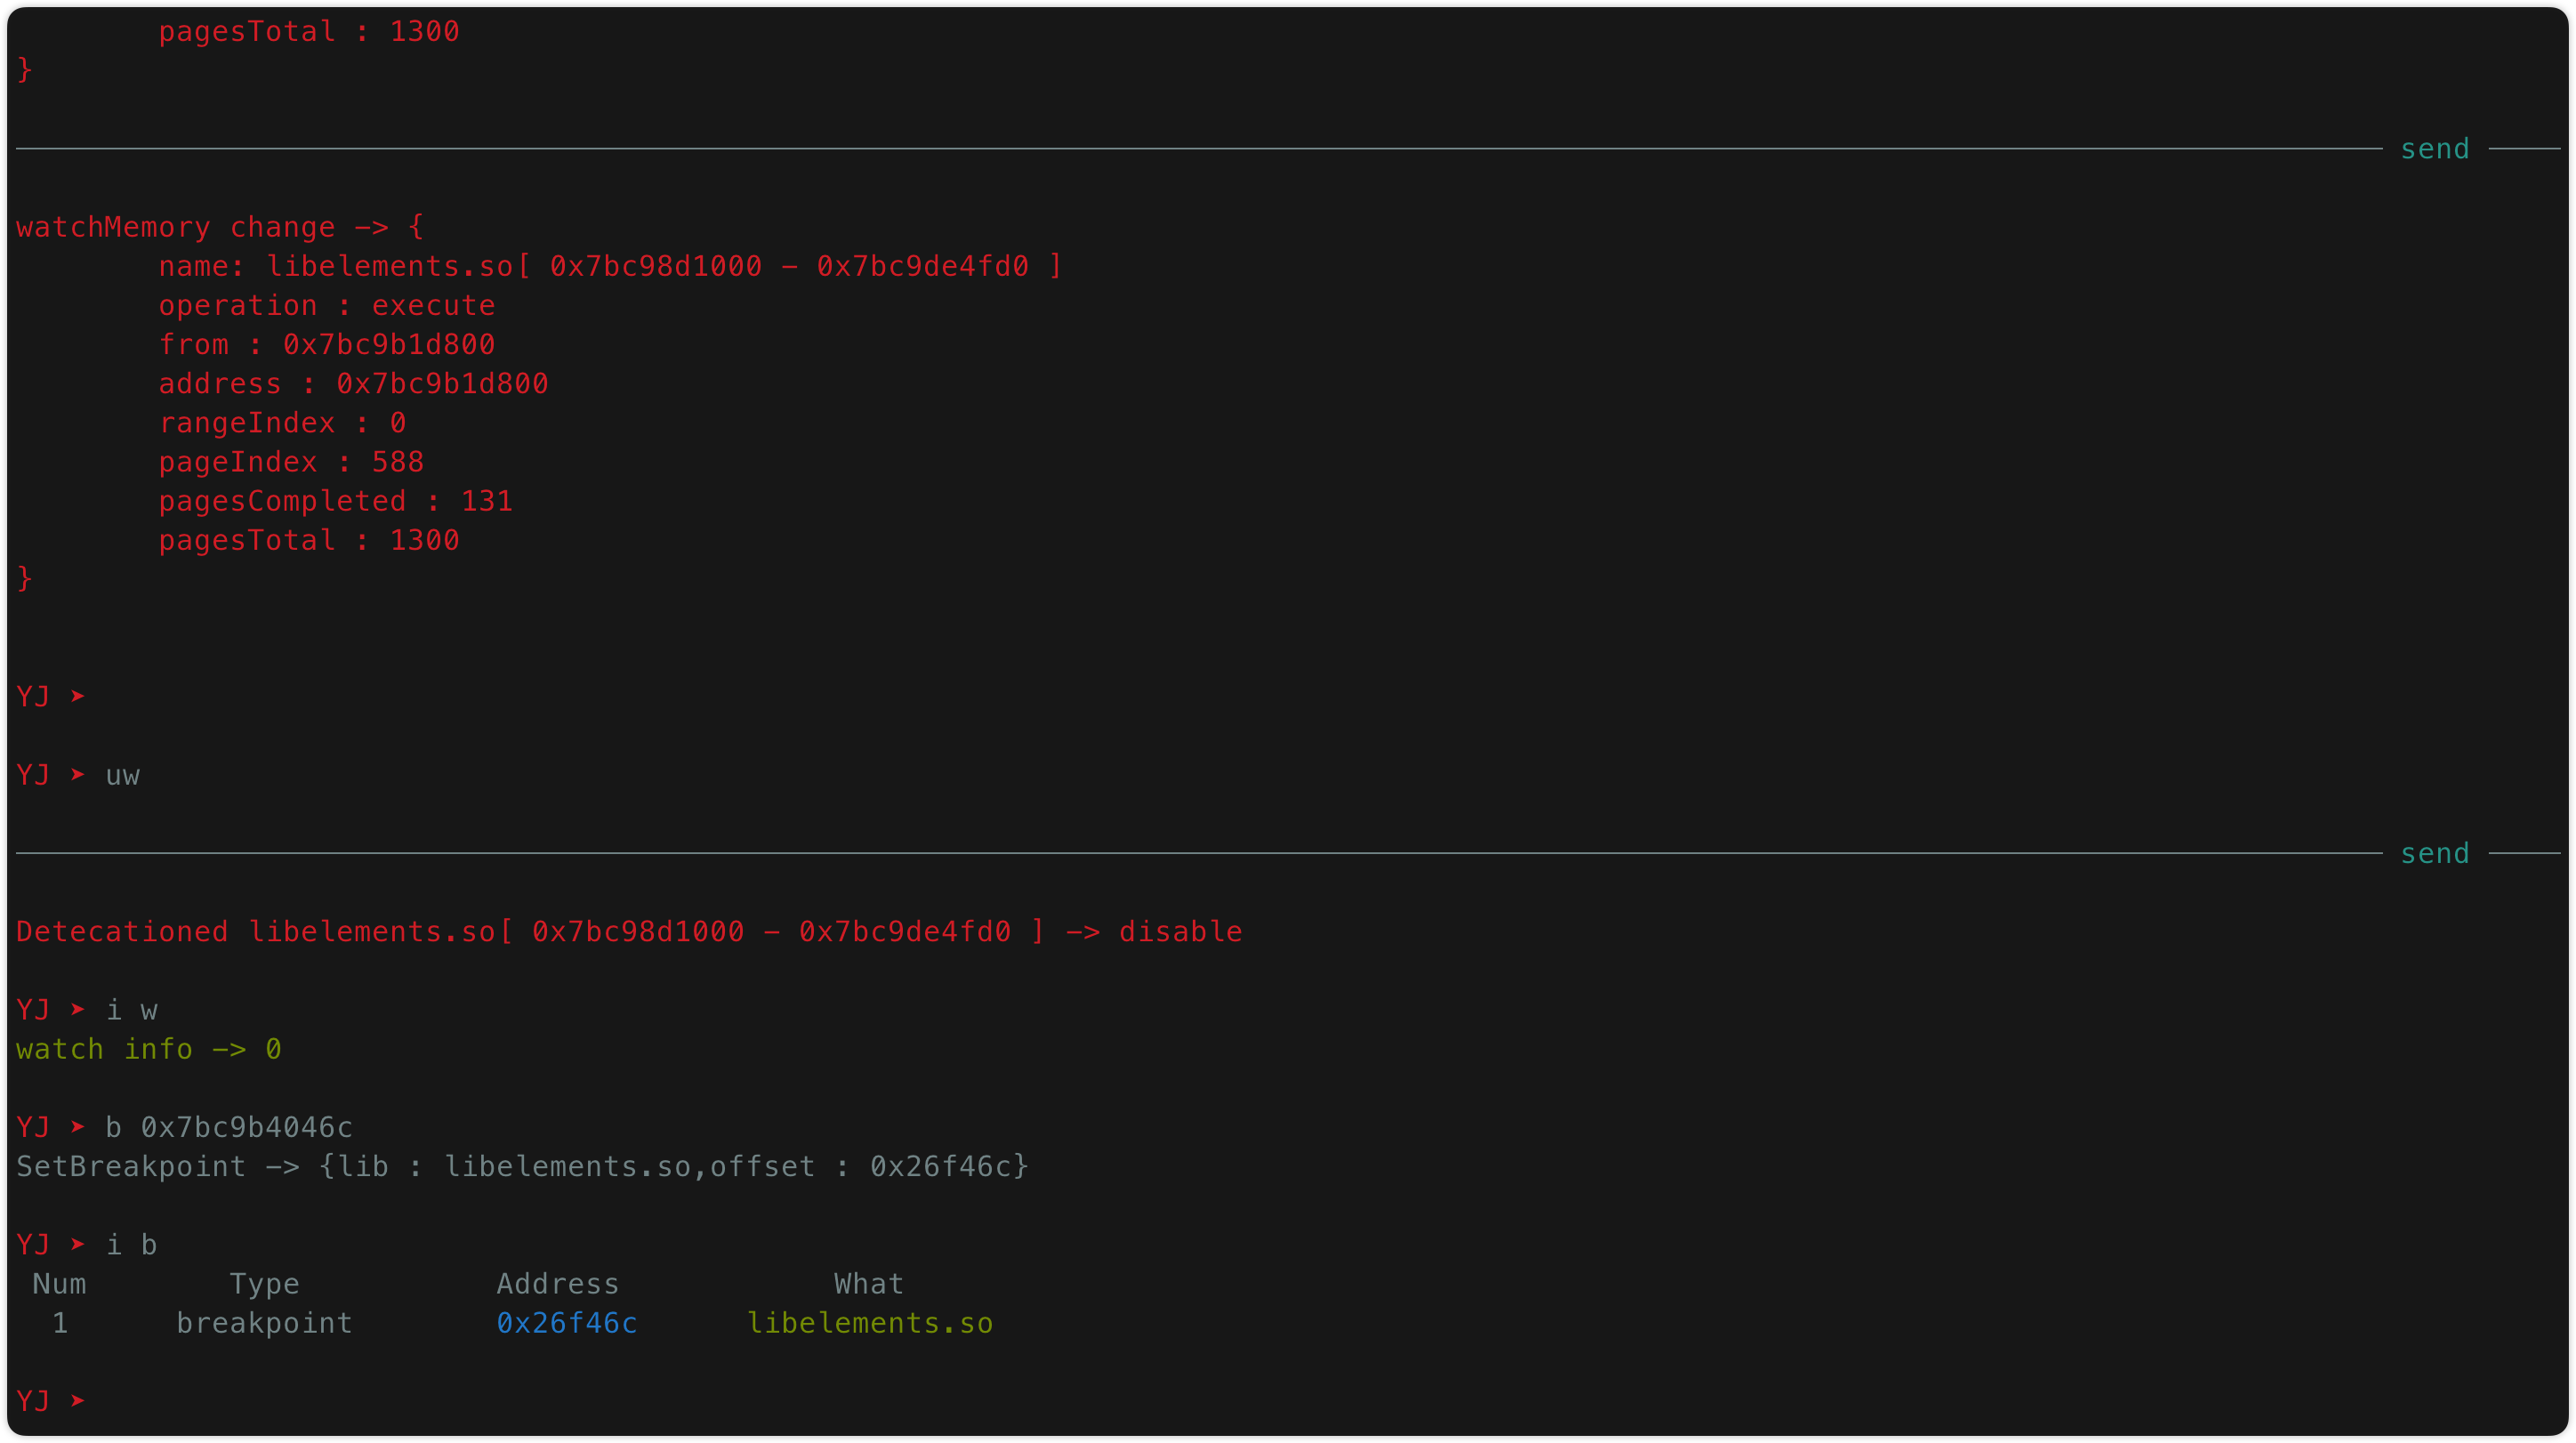 pagesTotal : 1300
}
send
watchMemory change -> {
name: libelements.so[ 0x7bc98d1000 - 0x7bc9de4fd0 ]
operation : execute
from : 0x7bc9b1d800
address : 0x7bc9b1d800
rangeIndex : 0
pageIndex : 588
pagesCompleted : 131
pagesTotal : 1300
}
YJ ➤
YJ ➤ uw
send
Detecationed libelements.so[ 0x7bc98d1000 - 0x7bc9de4fd0 ] -> disable
YJ ➤ i w
watch info -> 0
YJ ➤ b 0x7bc9b4046c
SetBreakpoint -> {lib : libelements.so,offset : 0x26f46c}
YJ ➤ i b
Num Type Address What
1 breakpoint 0x26f46c libelements.so
YJ ➤